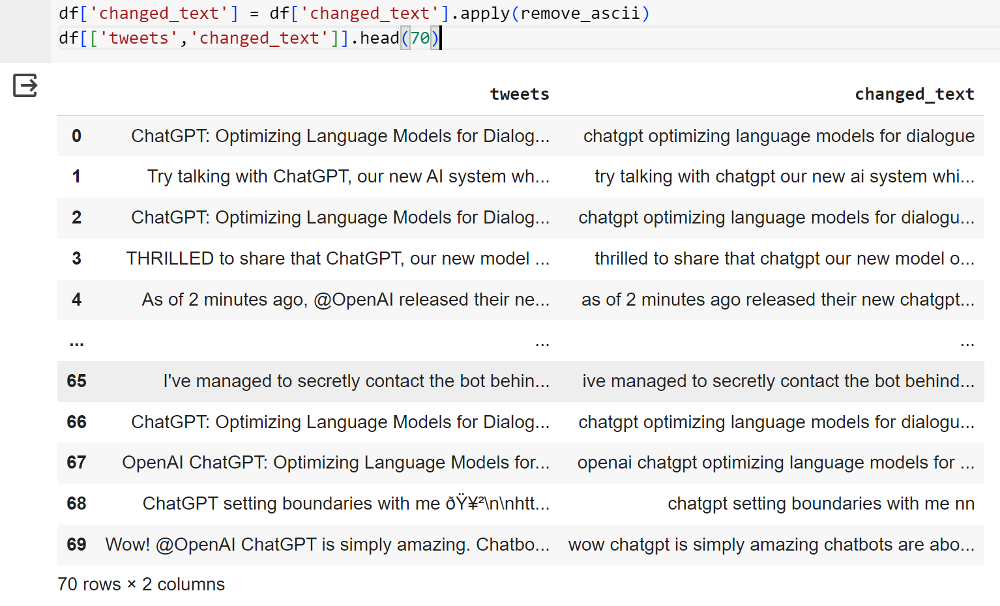 df['changed_text'] = df['changed_text'].apply(remove_ascii)
df[['tweets','changed_text']].head(70)
tweets changed_text
0 ChatGPT: Optimizing Language Models for Dialog... chatgpt optimizing language models for dialogue
1 Try talking with ChatGPT, our new AI system wh... try talking with chatgpt our new ai system whi...
2 ChatGPT: Optimizing Language Models for Dialog... chatgpt optimizing language models for dialogu...
3 THRILLED to share that ChatGPT, our new model ... thrilled to share that chatgpt our new model o...
4 As of 2 minutes ago, @OpenAI released their ne... as of 2 minutes ago released their new chatgpt...
... ... ...
65 I've managed to secretly contact the bot behin... ive managed to secretly contact the bot behind...
66 ChatGPT: Optimizing Language Models for Dialog... chatgpt optimizing language models for dialogu...
67 OpenAI ChatGPT: Optimizing Language Models for... openai chatgpt optimizing language models for ...
68 ChatGPT setting boundaries with me ðŸ¥²\n\nhtt... chatgpt setting boundaries with me nn
69 Wow! @OpenAI ChatGPT is simply amazing. Chatbo... wow chatgpt is simply amazing chatbots are abo...
70 rows × 2 columns